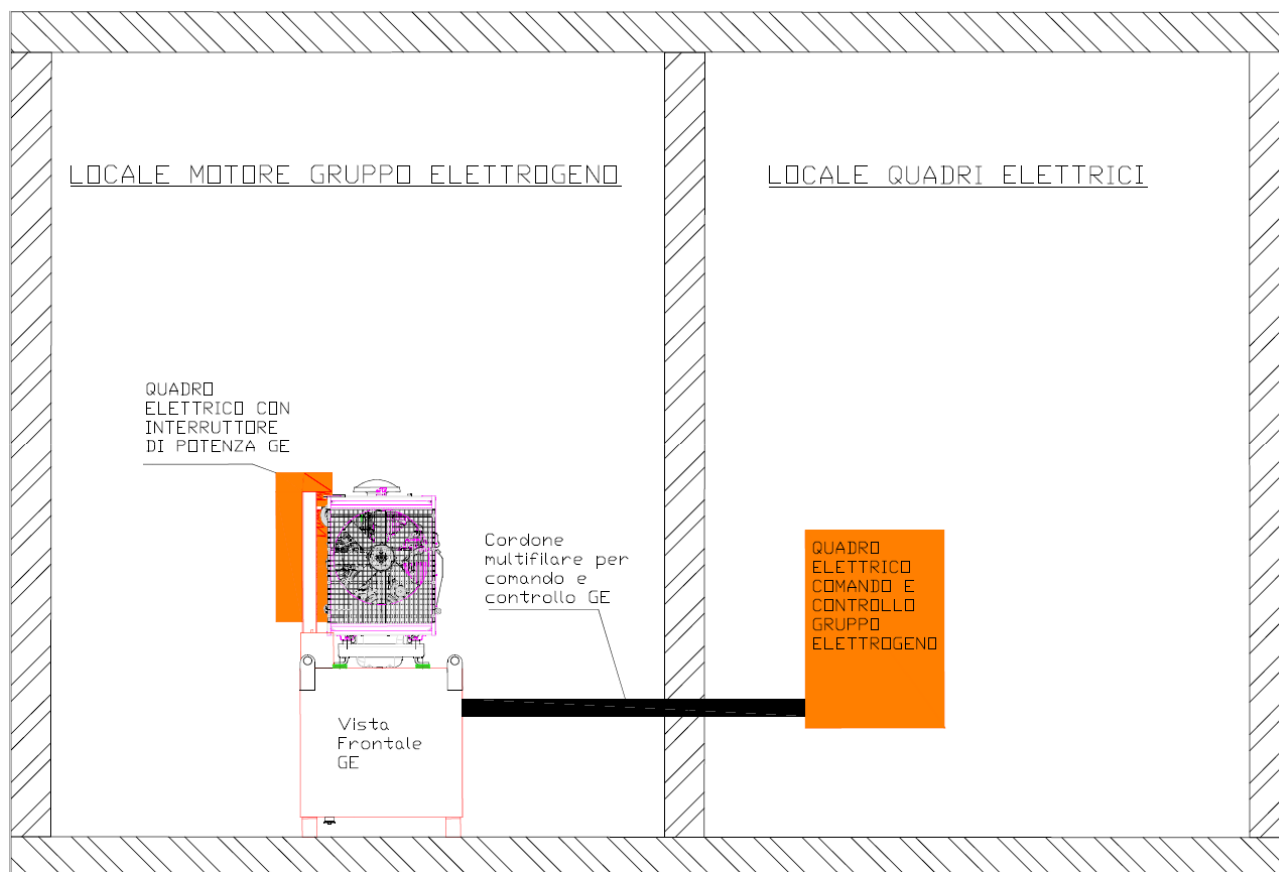 LOCALE MOTORE GRUPPO ELETTROGENO
LOCALE QUADRI ELETTRICI
QUADRO
ELETTRICO CON
INTERRUTTORE
DI POTENZA GE
Cordone
multifilare per
comando e
controllo GE
QUADRO
ELETTRICO
COMANDO E
CONTROLLO
GRUPPO
ELETTROGENO
Vista
Frontale
GE